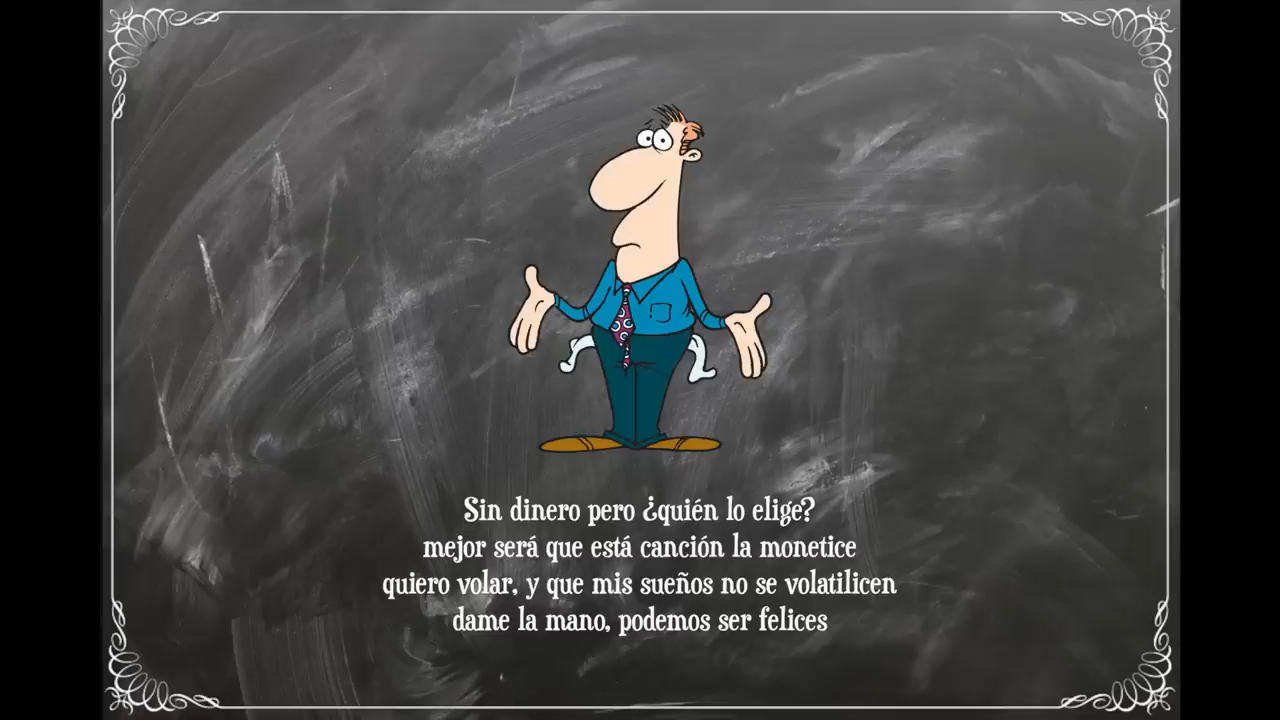 Sin dinero pero ¿quién lo elige?
mejor será que está canción la monetice
quiero volar, y que mis sueños no se volatilicen
dame la mano, podemos ser felices